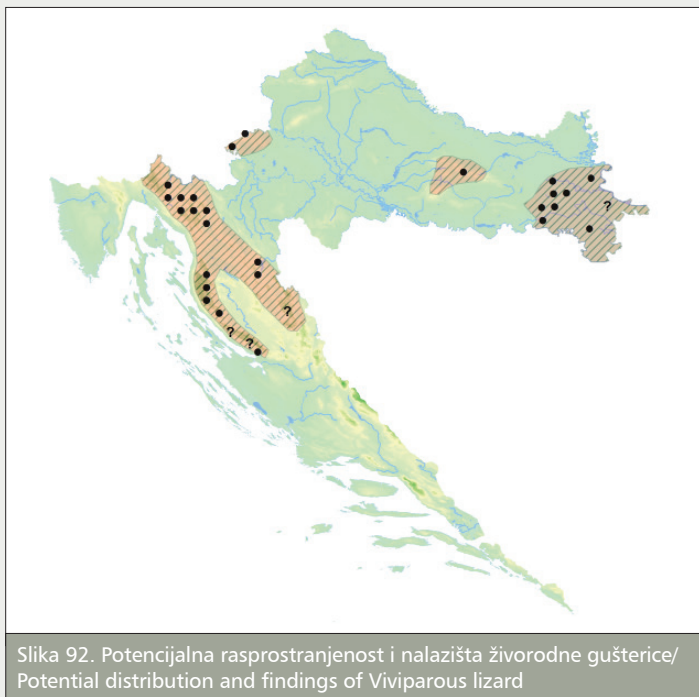 ?
?
?
?
Slika 92. Potencijalna rasprostranjenost i nalazišta živorodne gušterice/
Potential distribution and findings of Viviparous lizard